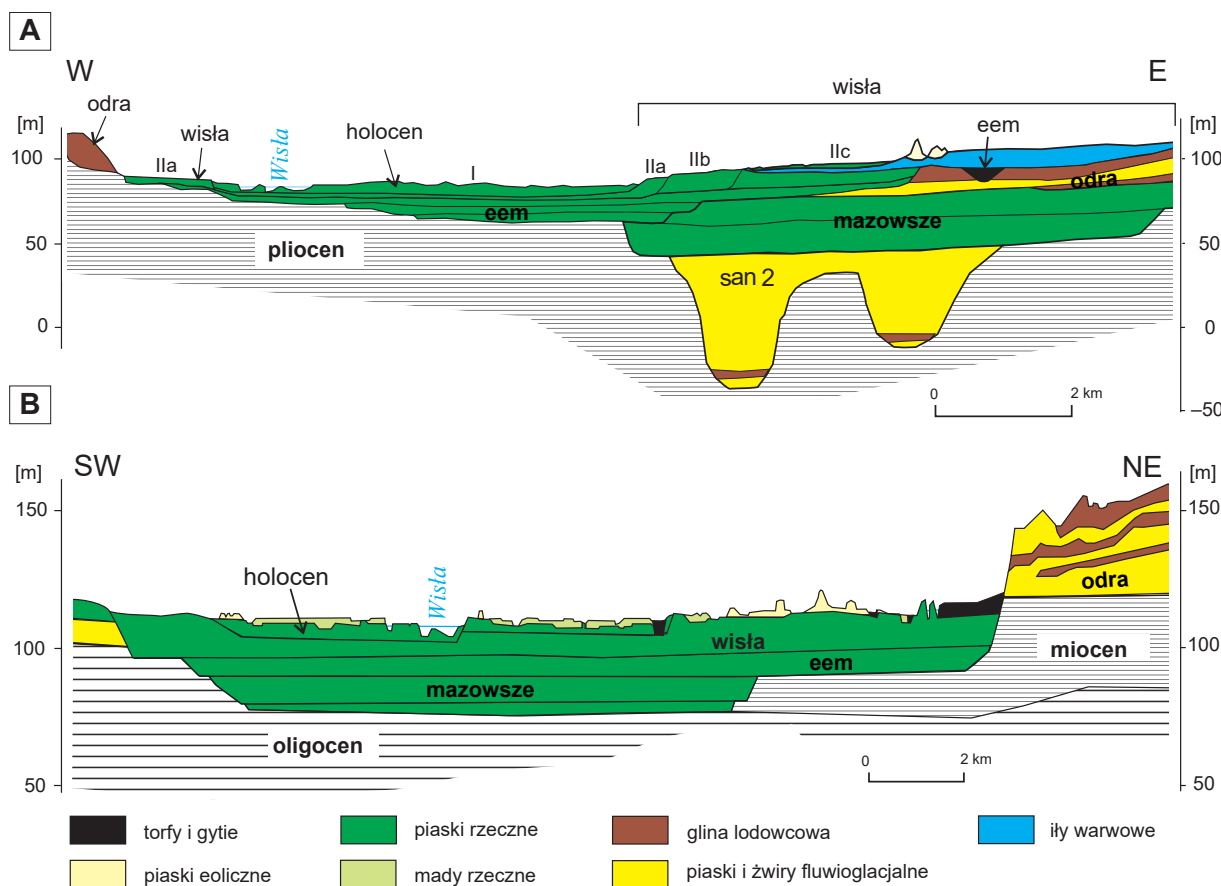 A
W
E
wisła
odra
[m]
[m]
wisła
holocen
eem
IIa
Wisła
I
IIa
IIb
IIc
100
100
odra
eem
mazowsze
pliocen
50
50
san 2
0
0
0
2 km
–50
B
SW
NE
[m]
[m]
150
150
holocen
Wisła
odra
wisła
100
100
eem
miocen
mazowsze
oligocen
0
2 km
50
50
torfy i gytie
piaski rzeczne
glina lodowcowa
iły warwowe
piaski eoliczne
mady rzeczne
piaski i żwiry fluwioglacjalne